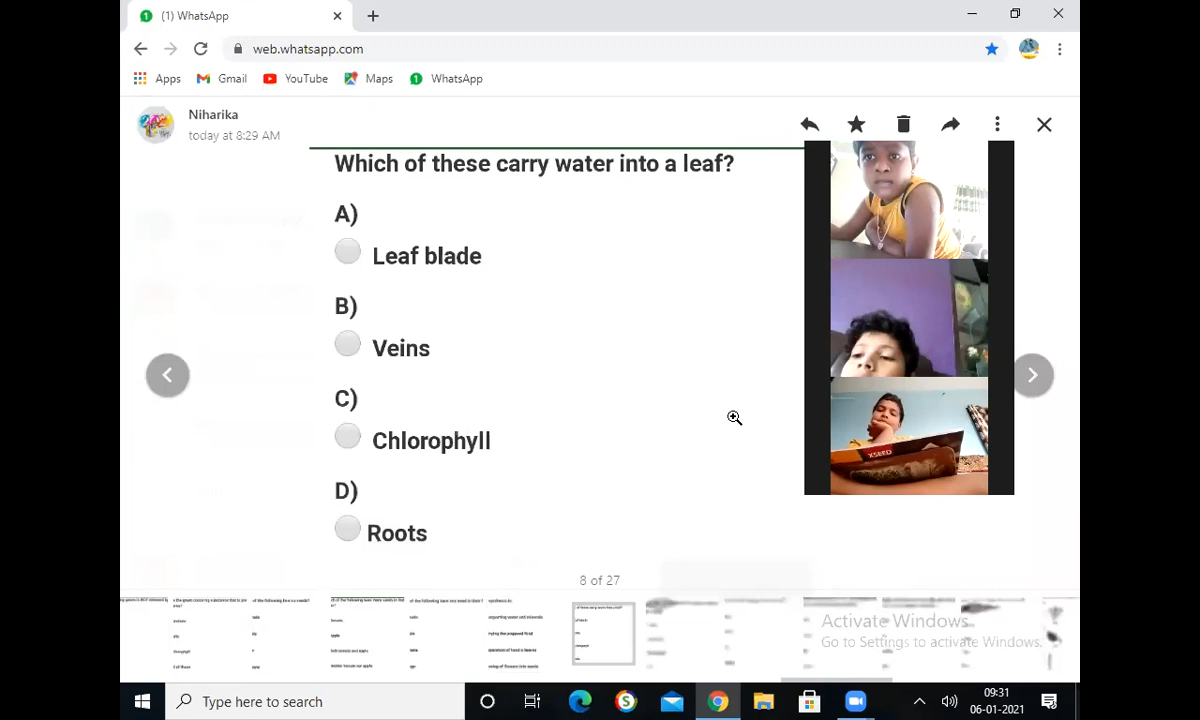 (1) WhatsApp
web.whatsapp.com
Apps Gmail YouTube Maps WhatsApp
Niharika
today at 8:29 AM
Which of these carry water into a leaf?
A)
Leaf blade
B)
Veins
C)
Chlorophyll
D)
Roots
XSEED
8 of 27
Activate Windows
Go to Settings to activate Windows.
Type here to search
09:31
06-01-2021